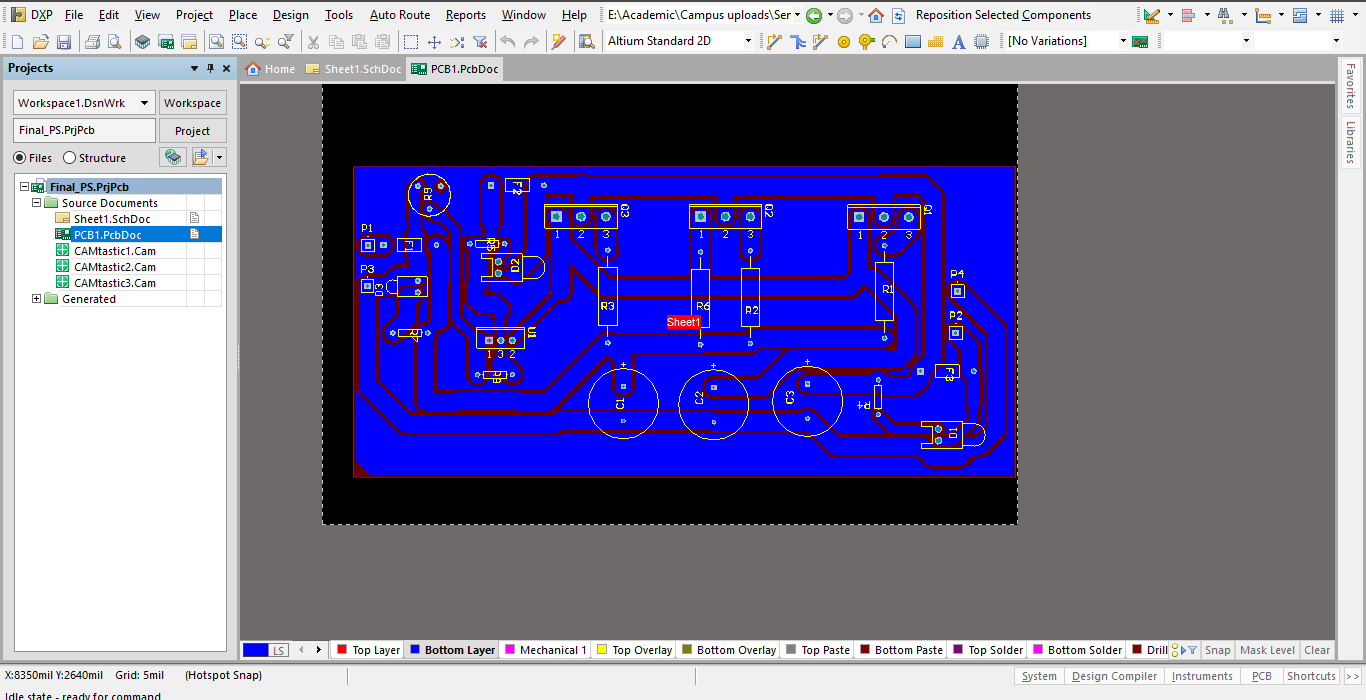 DXP File Edit View Project Place Design Tools Auto Route Reports Window Help E:\Academic\Campus uploads\Ser Reposition Selected Components
Altium Standard 2D [No Variations]
Projects
Home Sheet1.SchDoc PCB1.PcbDoc
Workspace1.DsnWrk Workspace
Final_PS.PrjPcb Project
Files Structure
Final_PS.PrjPcb
Source Documents
Sheet1.SchDoc
PCB1.PcbDoc
CAMtastic1.Cam
CAMtastic2.Cam
CAMtastic3.Cam
Generated
Favorites
Libraries
R9 F2
Q3 Q2 Q1
P1
1 2 3 1 2 3 1 2 3
F1 R5
D2
P3
D3
P4
R3 R6 R2 R1
Sheet1
P2
U1
1 3 2
R8
F3
C1 C2 C3
D1
LS Top Layer Bottom Layer Mechanical 1 Top Overlay Bottom Overlay Top Paste Bottom Paste Top Solder Bottom Solder Drill Snap Mask Level Clear
X:8350mil Y:2640mil Grid: 5mil (Hotspot Snap)
System Design Compiler Instruments PCB Shortcuts >>
Idle state - ready for command